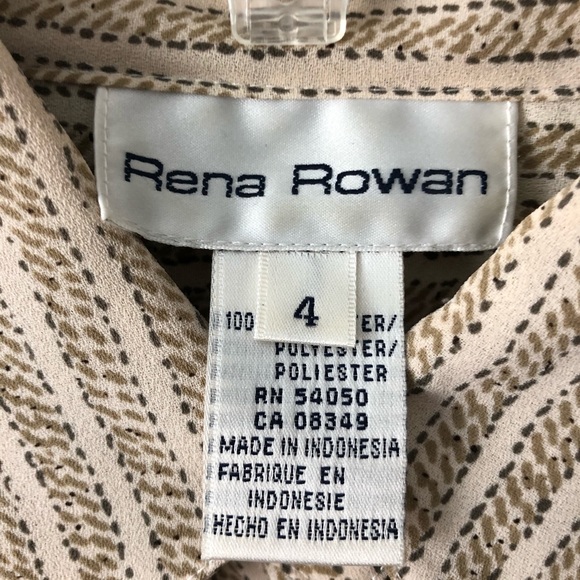 Rena Rowan
4
100 ER/
POLYESTER/
POLIESTER
RN 54050
CA 08349
MADE IN INDONESIA
FABRIQUE EN
INDONESIE
HECHO EN INDONESIA